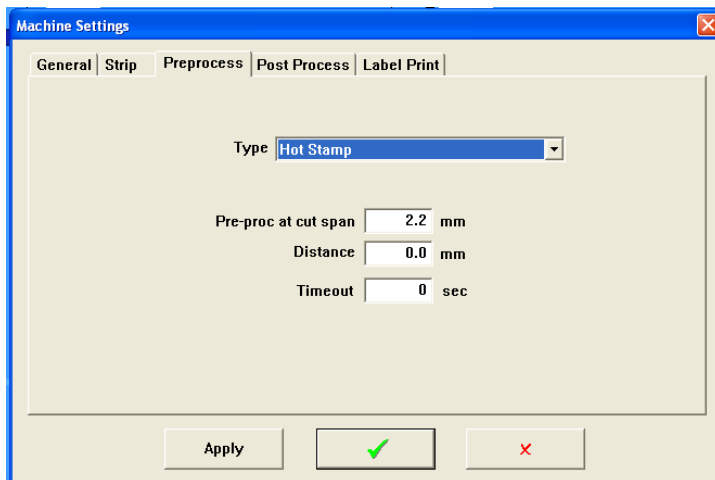 Machine Settings
General Strip Preprocess Post Process Label Print
Type Hot Stamp
Pre-proc at cut span 2.2 mm
Distance 0.0 mm
Timeout 0 sec
Apply